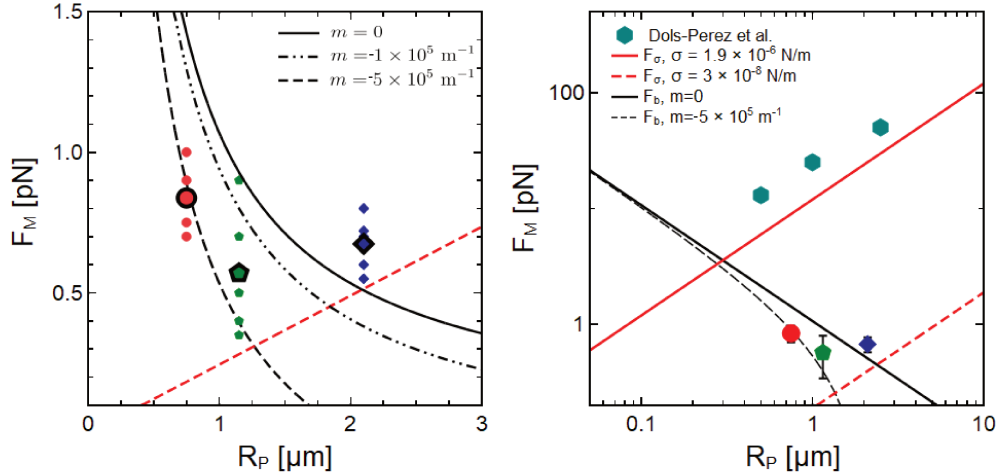 1.5
1.0
0.5
0
1
2
3
F_M [pN]
R_P [µm]
m = 0
m = -1 × 10⁵ m⁻¹
m = -5 × 10⁵ m⁻¹
100
1
0.1
1
10
F_M [pN]
R_P [µm]
Dols-Perez et al.
F_σ, σ = 1.9 × 10⁻⁶ N/m
F_σ, σ = 3 × 10⁻⁸ N/m
F_b, m=0
F_b, m=-5 × 10⁵ m⁻¹